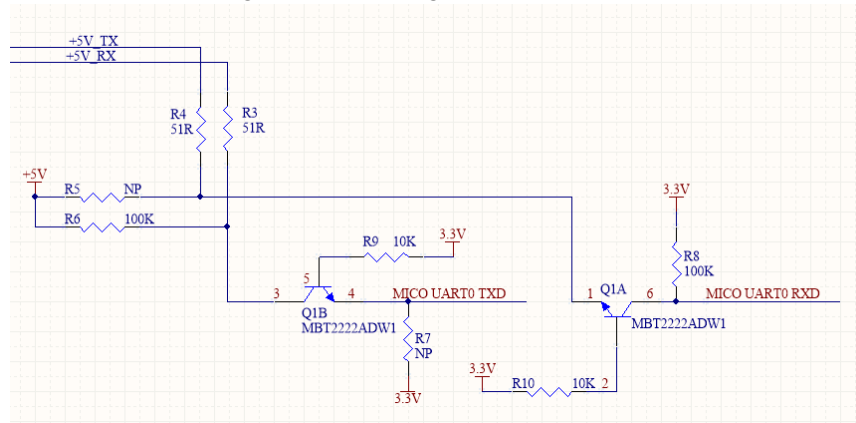 +5V_TX
+5V_RX
R4
51R
R3
51R
+5V
R5 NP
R6 100K
3.3V
R8
100K
R9 10K 3.3V
5
3 4 MICO UART0 TXD
Q1B
MBT2222ADW1
R7
NP
3.3V
Q1A
1 6 MICO UART0 RXD
MBT2222ADW1
3.3V
R10 10K 2